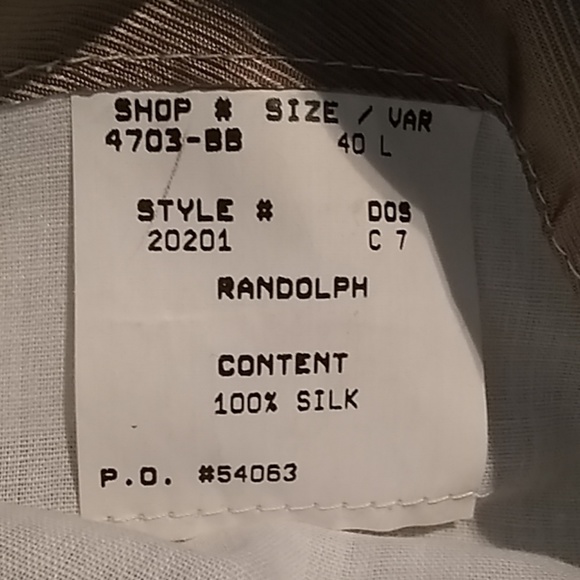 SHOP # SIZE / VAR
4703-BB 40 L
STYLE # DOS
20201 C 7
RANDOLPH
CONTENT
100% SILK
P.O. #54063